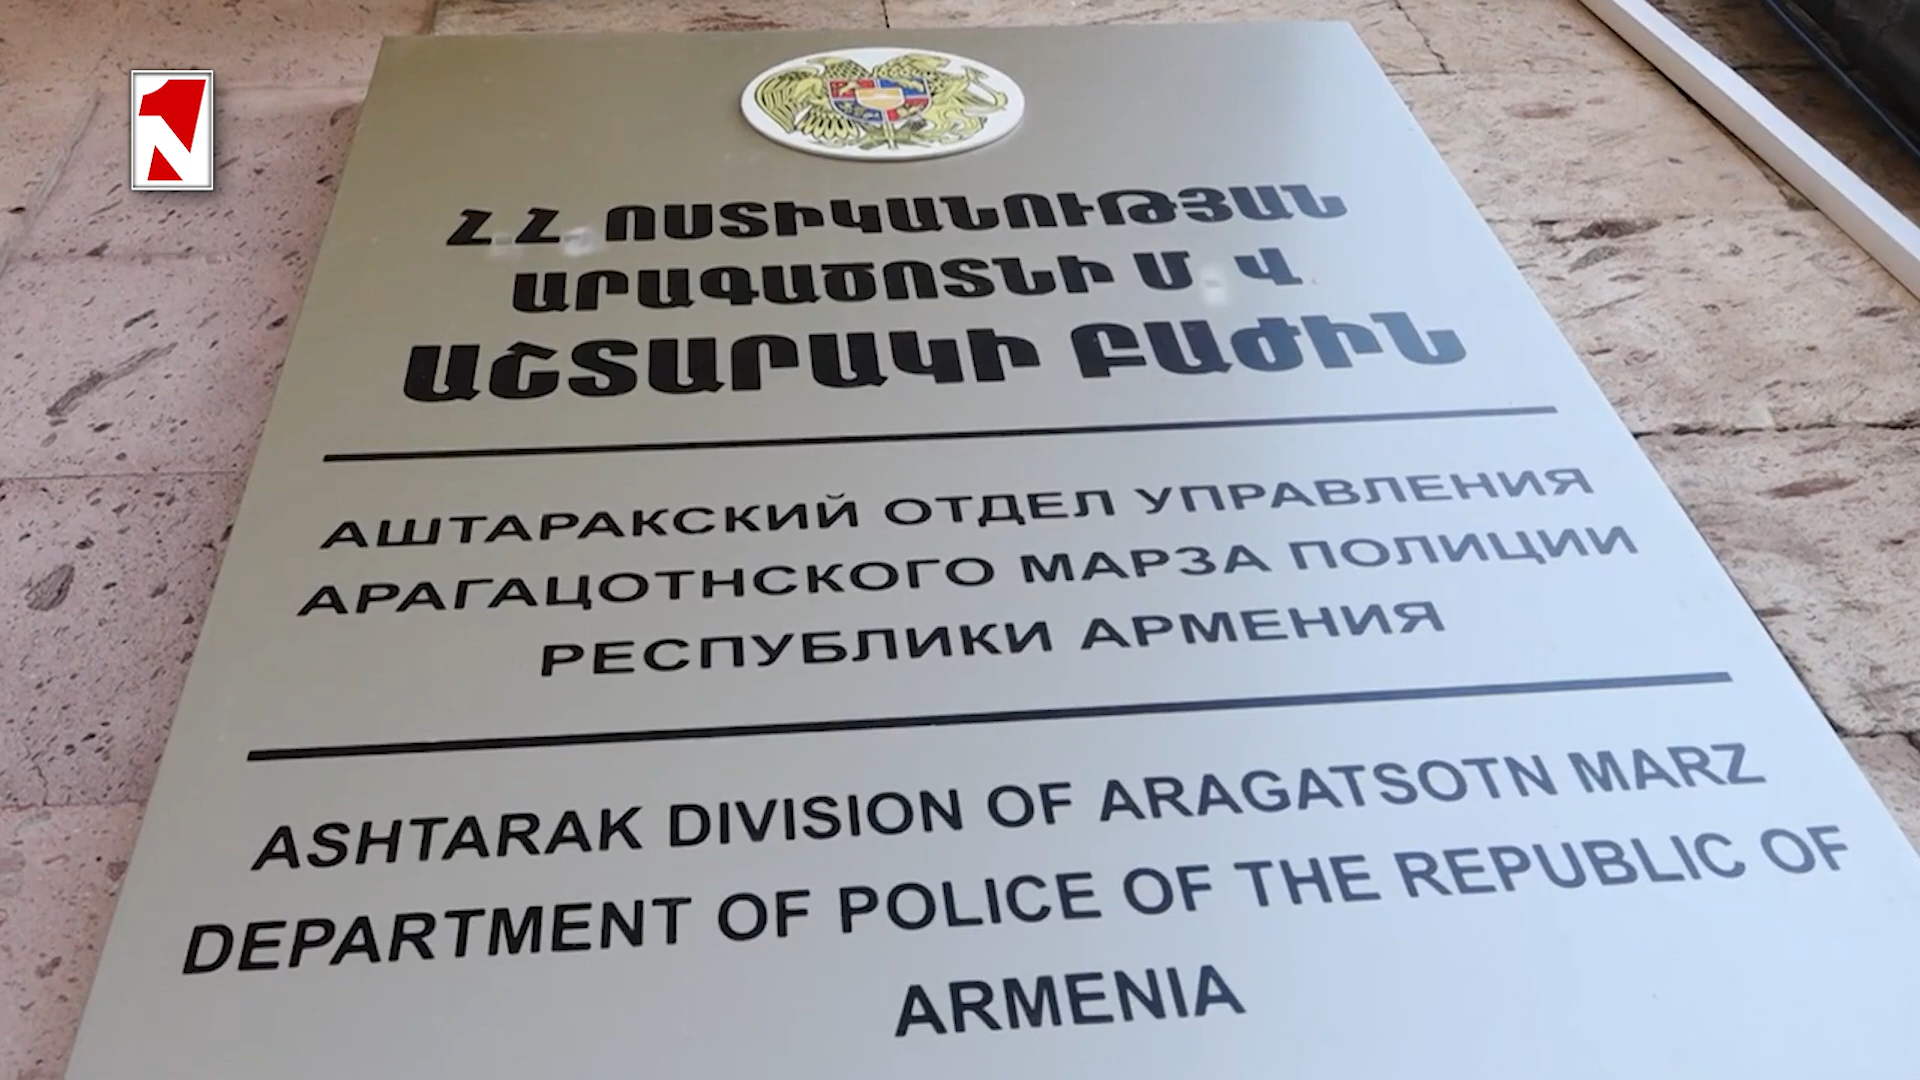 1N
Հ.Հ. ՈՍՏԻԿԱՆՈՒԹՅԱՆ
ԱՐԱԳԱԾՈՏՆԻ Մ. Վ.
ԱՇՏԱՐԱԿԻ ԲԱԺԻՆ
АШТАРАКСКИЙ ОТДЕЛ УПРАВЛЕНИЯ
АРАГАЦОТНСКОГО МАРЗА ПОЛИЦИИ
РЕСПУБЛИКИ АРМЕНИЯ
ASHTARAK DIVISION OF ARAGATSOTN MARZ
DEPARTMENT OF POLICE OF THE REPUBLIC OF
ARMENIA